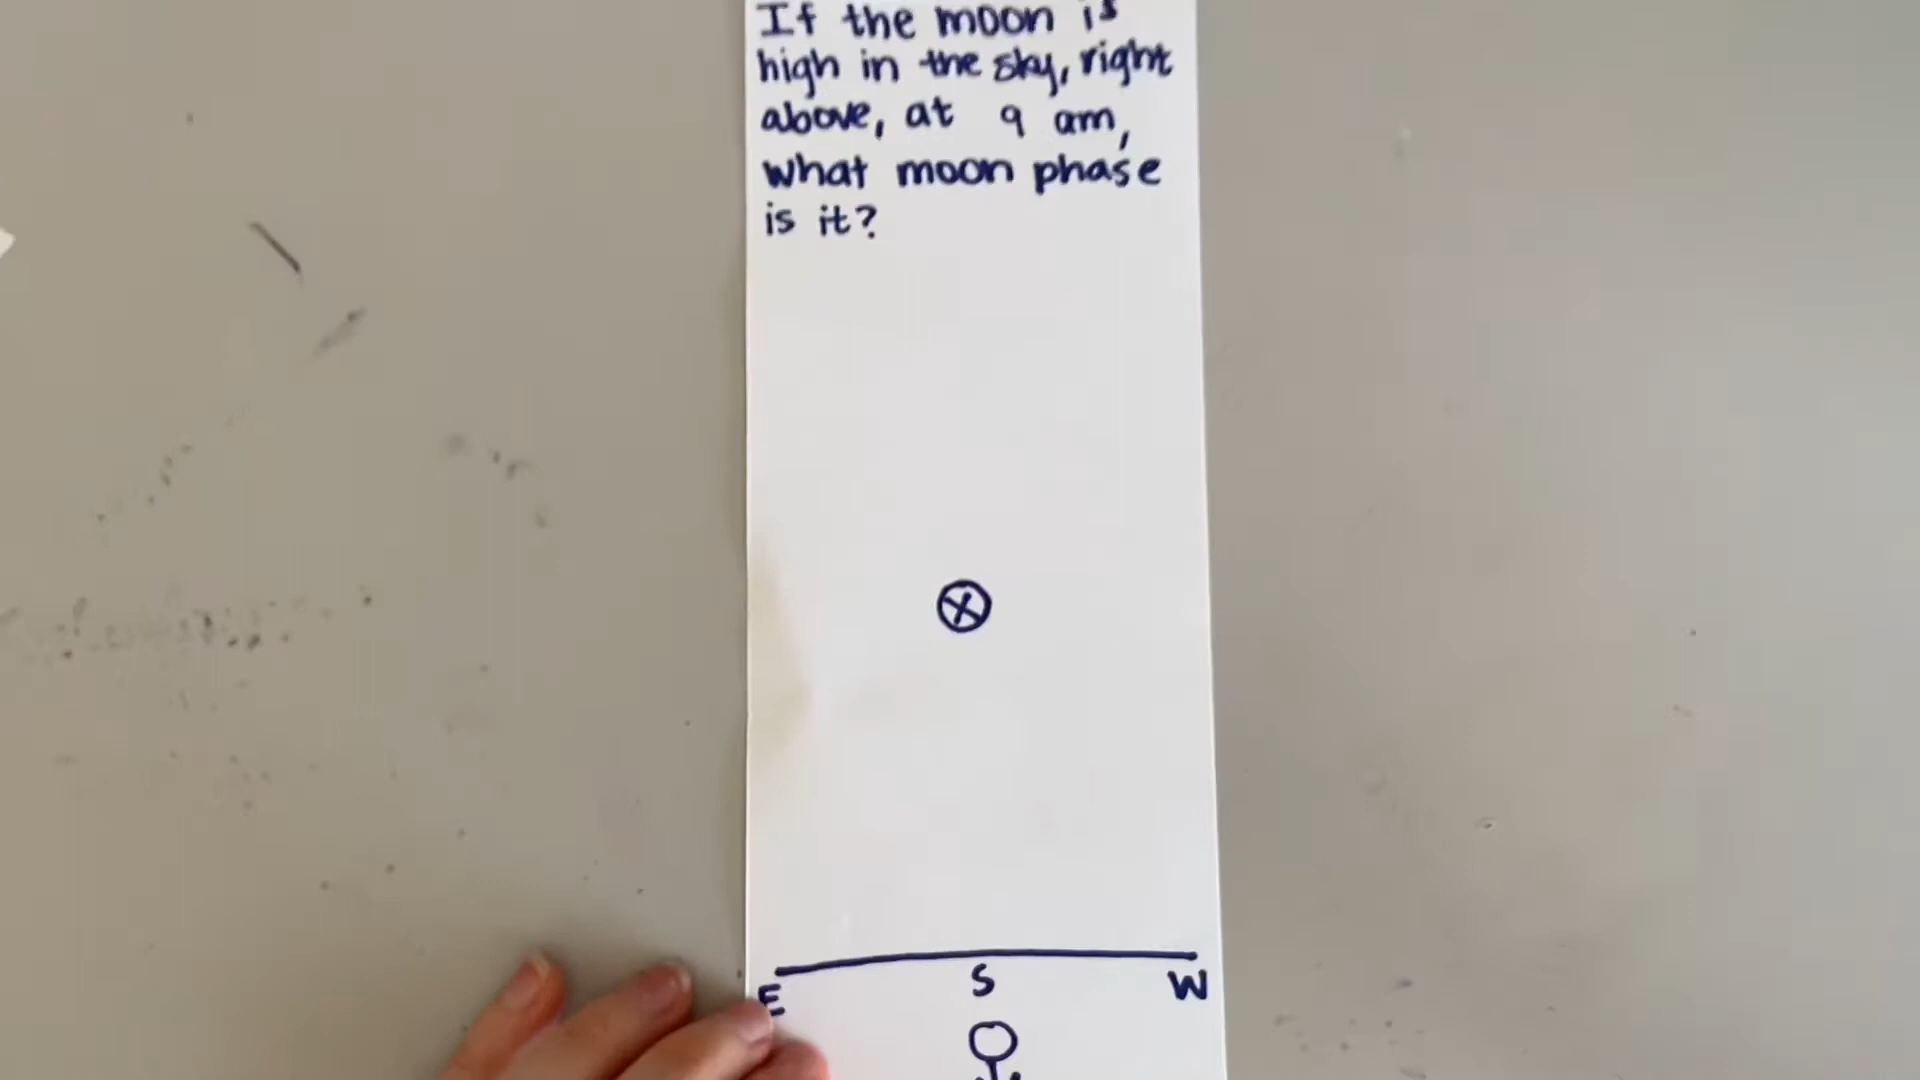 If the moon is
high in the sky, right
above, at 9 am,
what moon phase
is it?
E S W